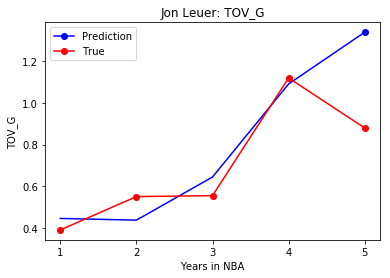 Jon Leuer: TOV_G
Prediction
True
TOV_G
1.2
1.0
0.8
0.6
0.4
1 2 3 4 5
Years in NBA